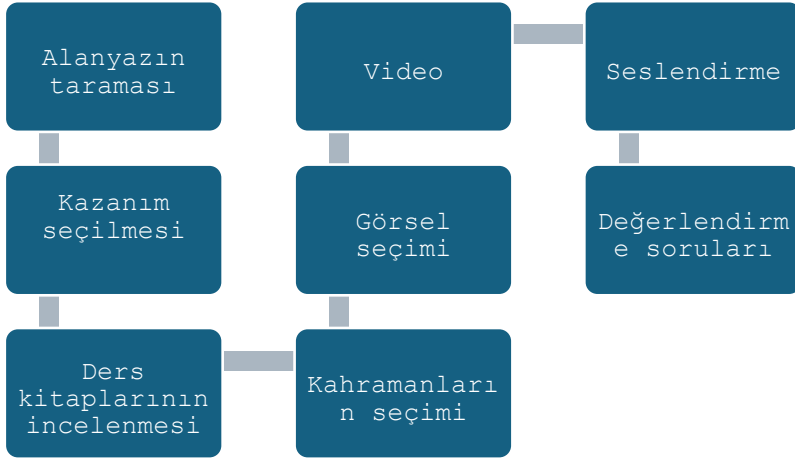 Alanyazın
taraması
Kazanım
seçilmesi
Ders
kitaplarının
incelenmesi
Kahramanları
n seçimi
Görsel
seçimi
Video
Seslendirme
Değerlendirm
e soruları